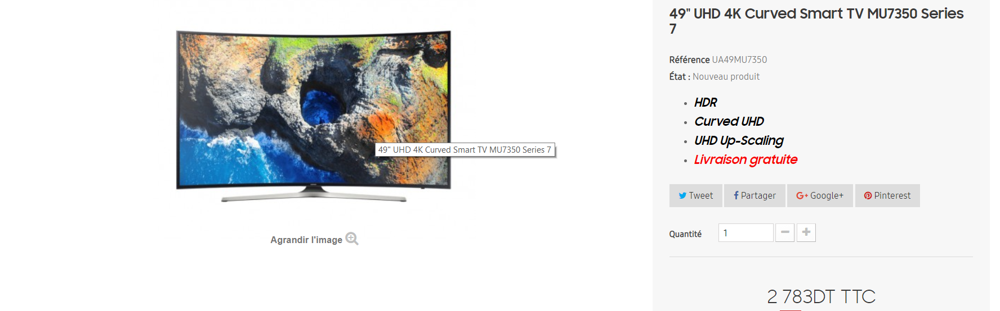 49" UHD 4K Curved Smart TV MU7350 Series
7
Référence UA49MU7350
État : Nouveau produit
HDR
Curved UHD
UHD Up-Scaling
Livraison gratuite
49" UHD 4K Curved Smart TV MU7350 Series 7
Tweet Partager Google+ Pinterest
Agrandir l'image
Quantité 1
2 783DT TTC